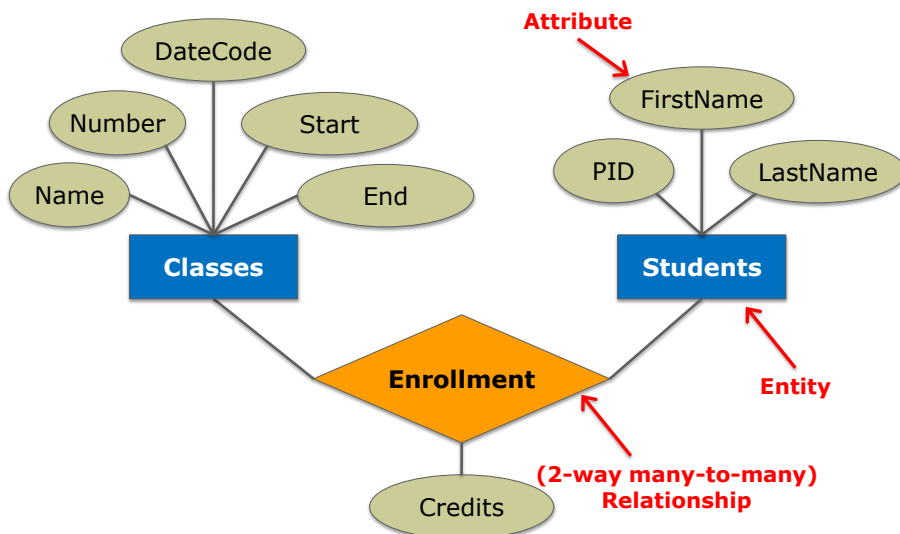 Attribute
DateCode
FirstName
Number
Start
PID
LastName
Name
End
Classes
Students
Enrollment
Entity
(2-way many-to-many)
Relationship
Credits